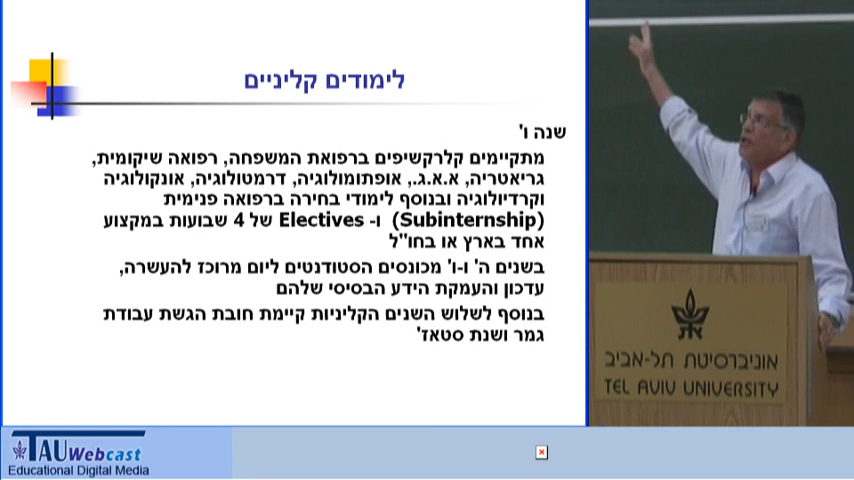 לימודים קליניים
שנה ו'
מתקיימים קלרקשיפים ברפואת המשפחה, רפואה שיקומית,
גריאטריה, א.א.ג., אופתומולוגיה, דרמטולוגיה, אונקולוגיה
וקרדיולוגיה ובנוסף לימודי בחירה ברפואה פנימית
(Subinternship) ו- Electives של 4 שבועות במקצוע
אחד בארץ או בחו"ל
בשנים ה' ו-ו' מכונסים הסטודנטים ליום מרוכז להעשרה,
עדכון והעמקת הידע הבסיסי שלהם
בנוסף לשלוש השנים הקליניות קיימת חובת הגשת עבודת
גמר ושנת סטאז'
אוניברסיטת תל-אביב
TEL AVIV UNIVERSITY
TAU Webcast
Educational Digital Media